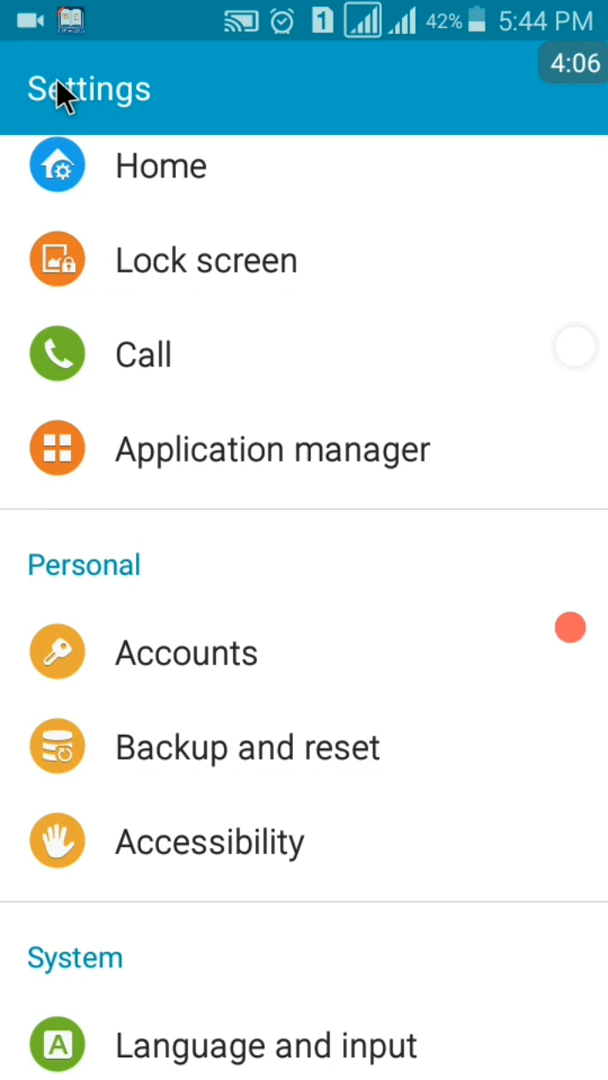 1 42% 5:44 PM
4:06
Settings
Home
Lock screen
Call
Application manager
Personal
Accounts
Backup and reset
Accessibility
System
A Language and input